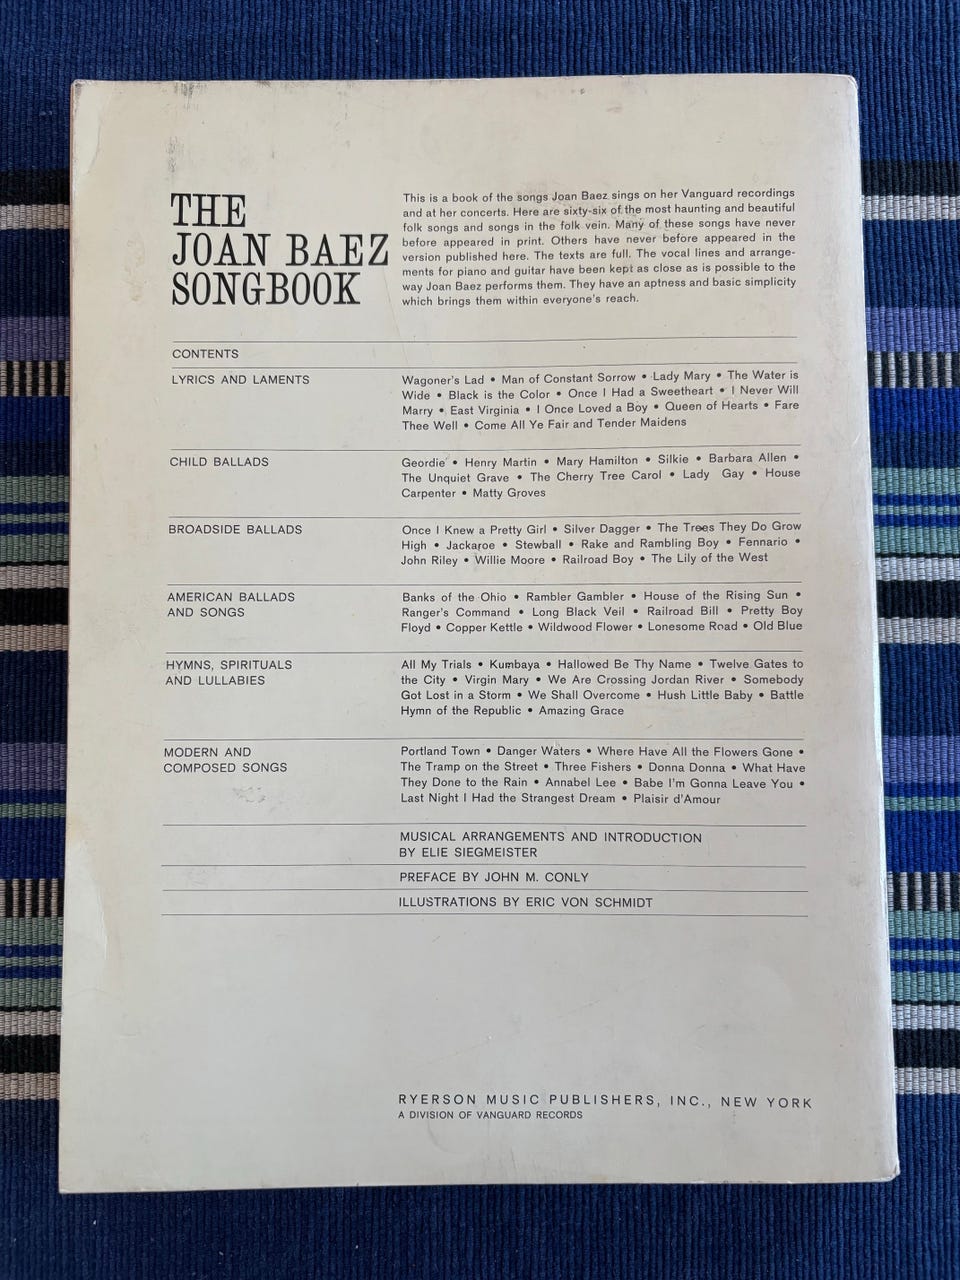 THE
JOAN BAEZ
SONGBOOK
This is a book of the songs Joan Baez sings on her Vanguard recordings
and at her concerts. Here are sixty-six of the most haunting and beautiful
folk songs and songs in the folk vein. Many of these songs have never
before appeared in print. Others have never before appeared in the
version published here. The texts are full. The vocal lines and arrange-
ments for piano and guitar have been kept as close as is possible to the
way Joan Baez performs them. They have an aptness and basic simplicity
which brings them within everyone's reach.
CONTENTS
LYRICS AND LAMENTS
Wagoner's Lad • Man of Constant Sorrow • Lady Mary • The Water is
Wide • Black is the Color • Once I Had a Sweetheart • I Never Will
Marry • East Virginia • I Once Loved a Boy • Queen of Hearts • Fare
Thee Well • Come All Ye Fair and Tender Maidens
CHILD BALLADS
Geordie • Henry Martin • Mary Hamilton • Silkie • Barbara Allen •
The Unquiet Grave • The Cherry Tree Carol • Lady Gay • House
Carpenter • Matty Groves
BROADSIDE BALLADS
Once I Knew a Pretty Girl • Silver Dagger • The Trees They Do Grow
High • Jackaroe • Stewball • Rake and Rambling Boy • Fennario •
John Riley • Willie Moore • Railroad Boy • The Lily of the West
AMERICAN BALLADS
AND SONGS
Banks of the Ohio • Rambler Gambler • House of the Rising Sun •
Ranger's Command • Long Black Veil • Railroad Bill • Pretty Boy
Floyd • Copper Kettle • Wildwood Flower • Lonesome Road • Old Blue
HYMNS, SPIRITUALS
AND LULLABIES
All My Trials • Kumbaya • Hallowed Be Thy Name • Twelve Gates to
the City • Virgin Mary • We Are Crossing Jordan River • Somebody
Got Lost in a Storm • We Shall Overcome • Hush Little Baby • Battle
Hymn of the Republic • Amazing Grace
MODERN AND
COMPOSED SONGS
Portland Town • Danger Waters • Where Have All the Flowers Gone •
The Tramp on the Street • Three Fishers • Donna Donna • What Have
They Done to the Rain • Annabel Lee • Babe I'm Gonna Leave You •
Last Night I Had the Strangest Dream • Plaisir d'Amour
MUSICAL ARRANGEMENTS AND INTRODUCTION
BY ELIE SIEGMEISTER
PREFACE BY JOHN M. CONLY
ILLUSTRATIONS BY ERIC VON SCHMIDT
RYERSON MUSIC PUBLISHERS, INC., NEW YORK
A DIVISION OF VANGUARD RECORDS